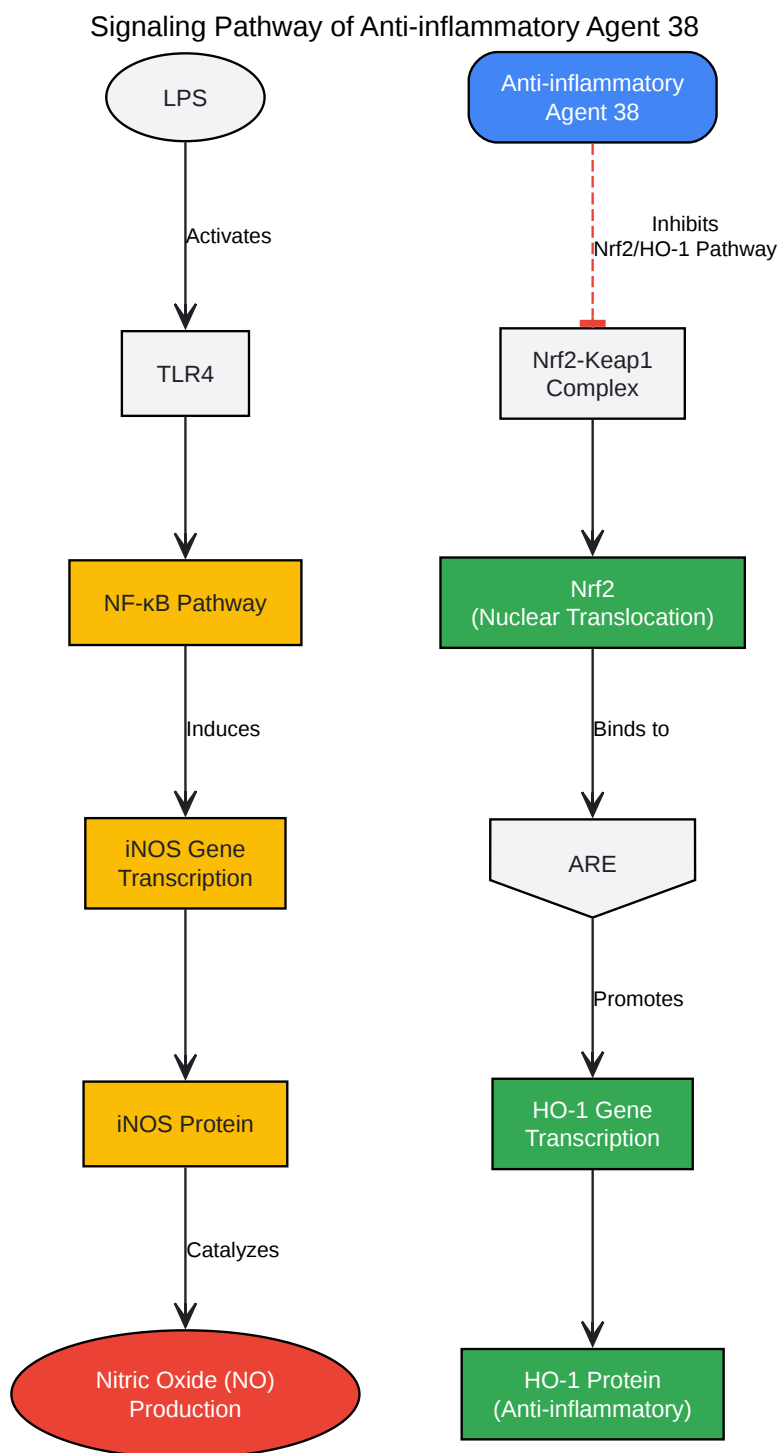 Signaling Pathway of Anti-inflammatory Agent 38
LPS
Activates
TLR4
NF-κB Pathway
Induces
iNOS Gene
Transcription
iNOS Protein
Catalyzes
Nitric Oxide (NO)
Production
Anti-inflammatory
Agent 38
Inhibits
Nrf2/HO-1 Pathway
Nrf2-Keap1
Complex
Nrf2
(Nuclear Translocation)
Binds to
ARE
Promotes
HO-1 Gene
Transcription
HO-1 Protein
(Anti-inflammatory)